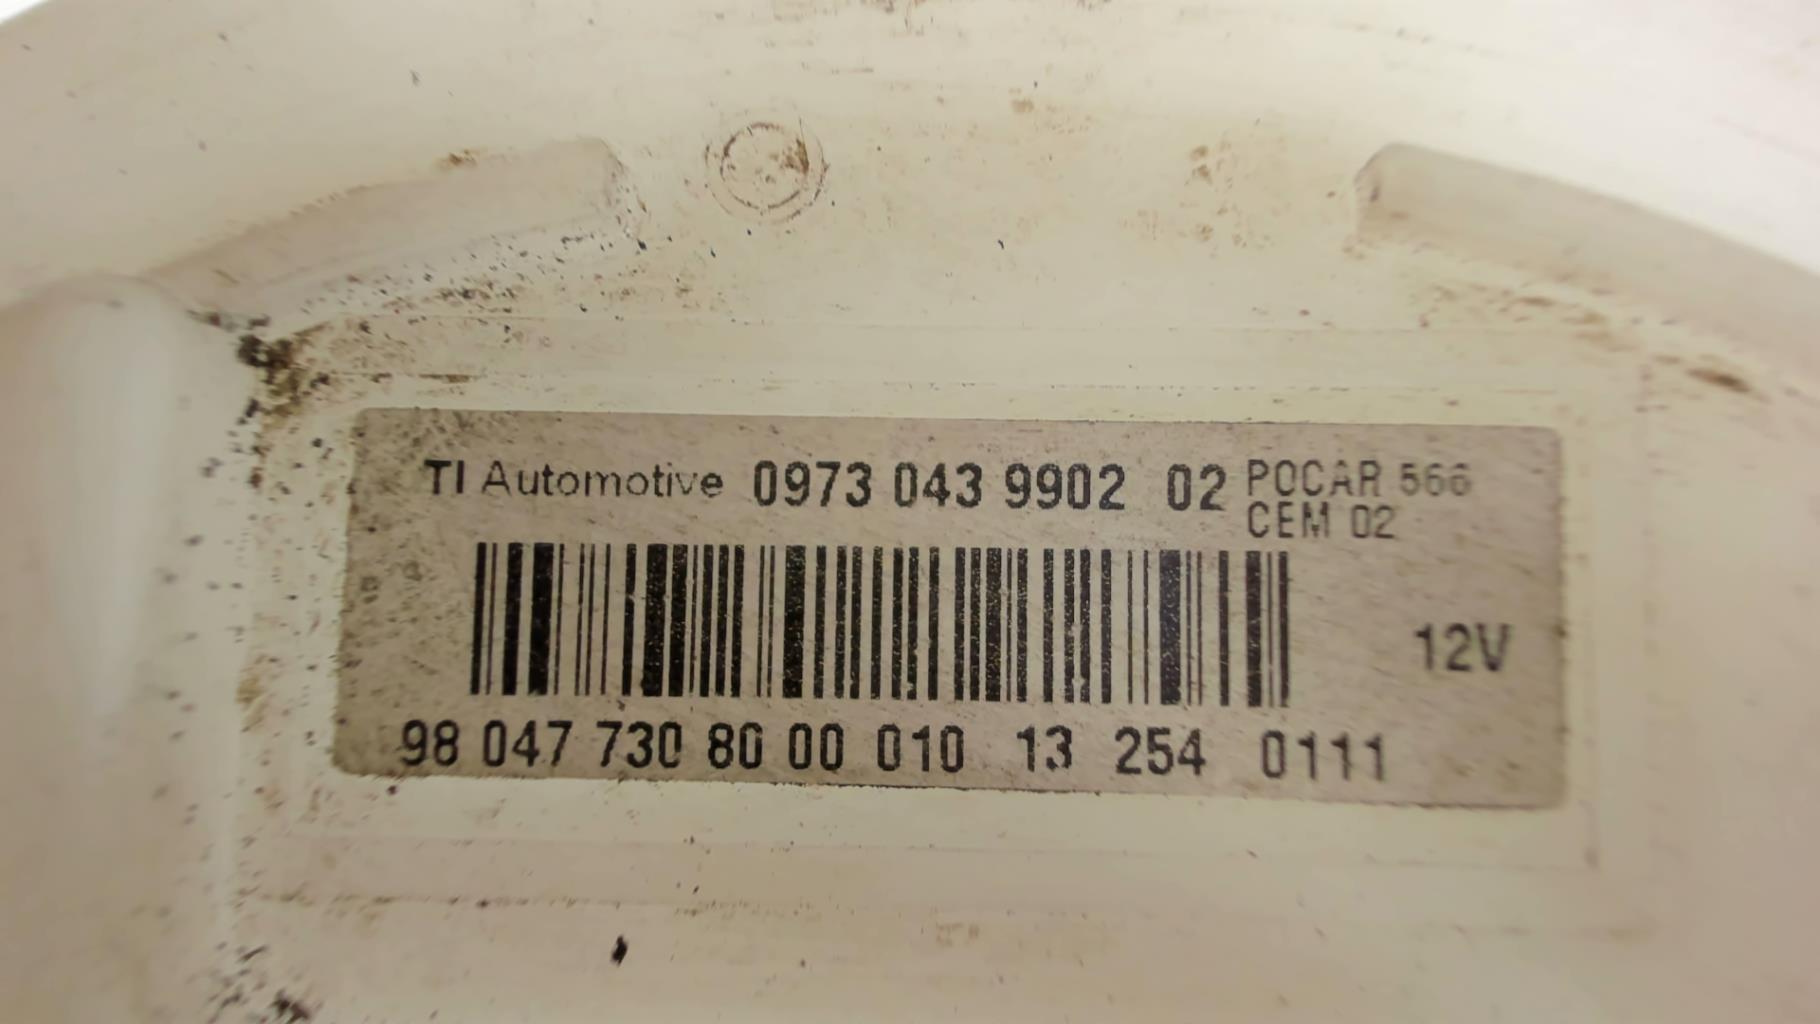 TI Automotive 0973 043 9902 02 POCAR 566
CEM 02
12V
98 047 730 80 00 010 13 254 0111